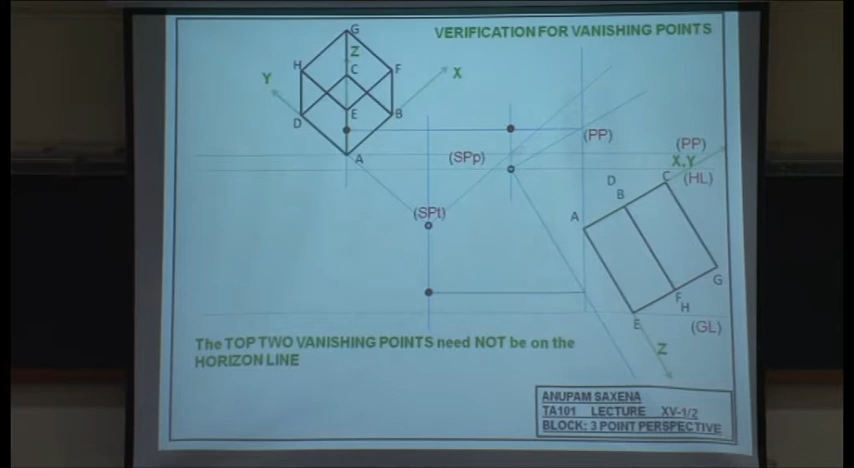 VERIFICATION FOR VANISHING POINTS
G
Z
H
C
F
Y
X
E
D
B
A
(PP)
(SPp)
(PP)
X,Y
C
(HL)
D
B
(SPt)
A
G
F
H
E
(GL)
Z
The TOP TWO VANISHING POINTS need NOT be on the
HORIZON LINE
ANUPAM SAXENA
TA101 LECTURE XV-1/2
BLOCK: 3 POINT PERSPECTIVE